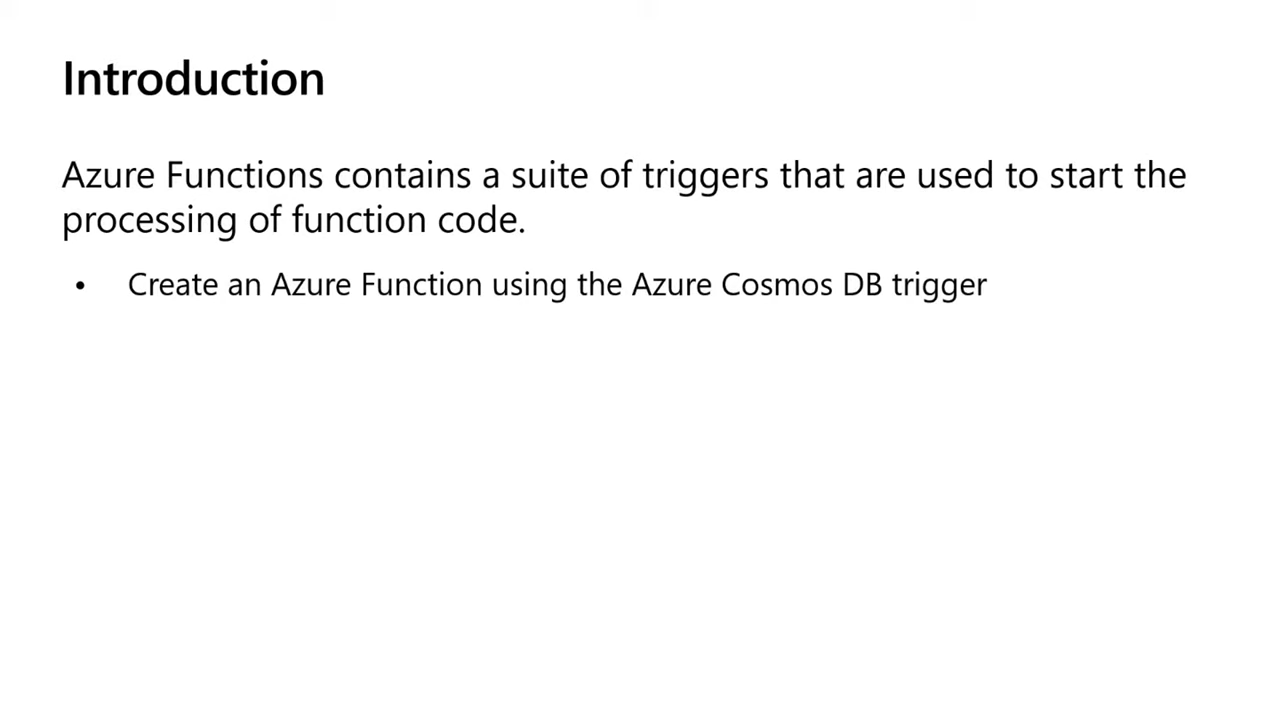 Introduction
Azure Functions contains a suite of triggers that are used to start the
processing of function code.
• Create an Azure Function using the Azure Cosmos DB trigger